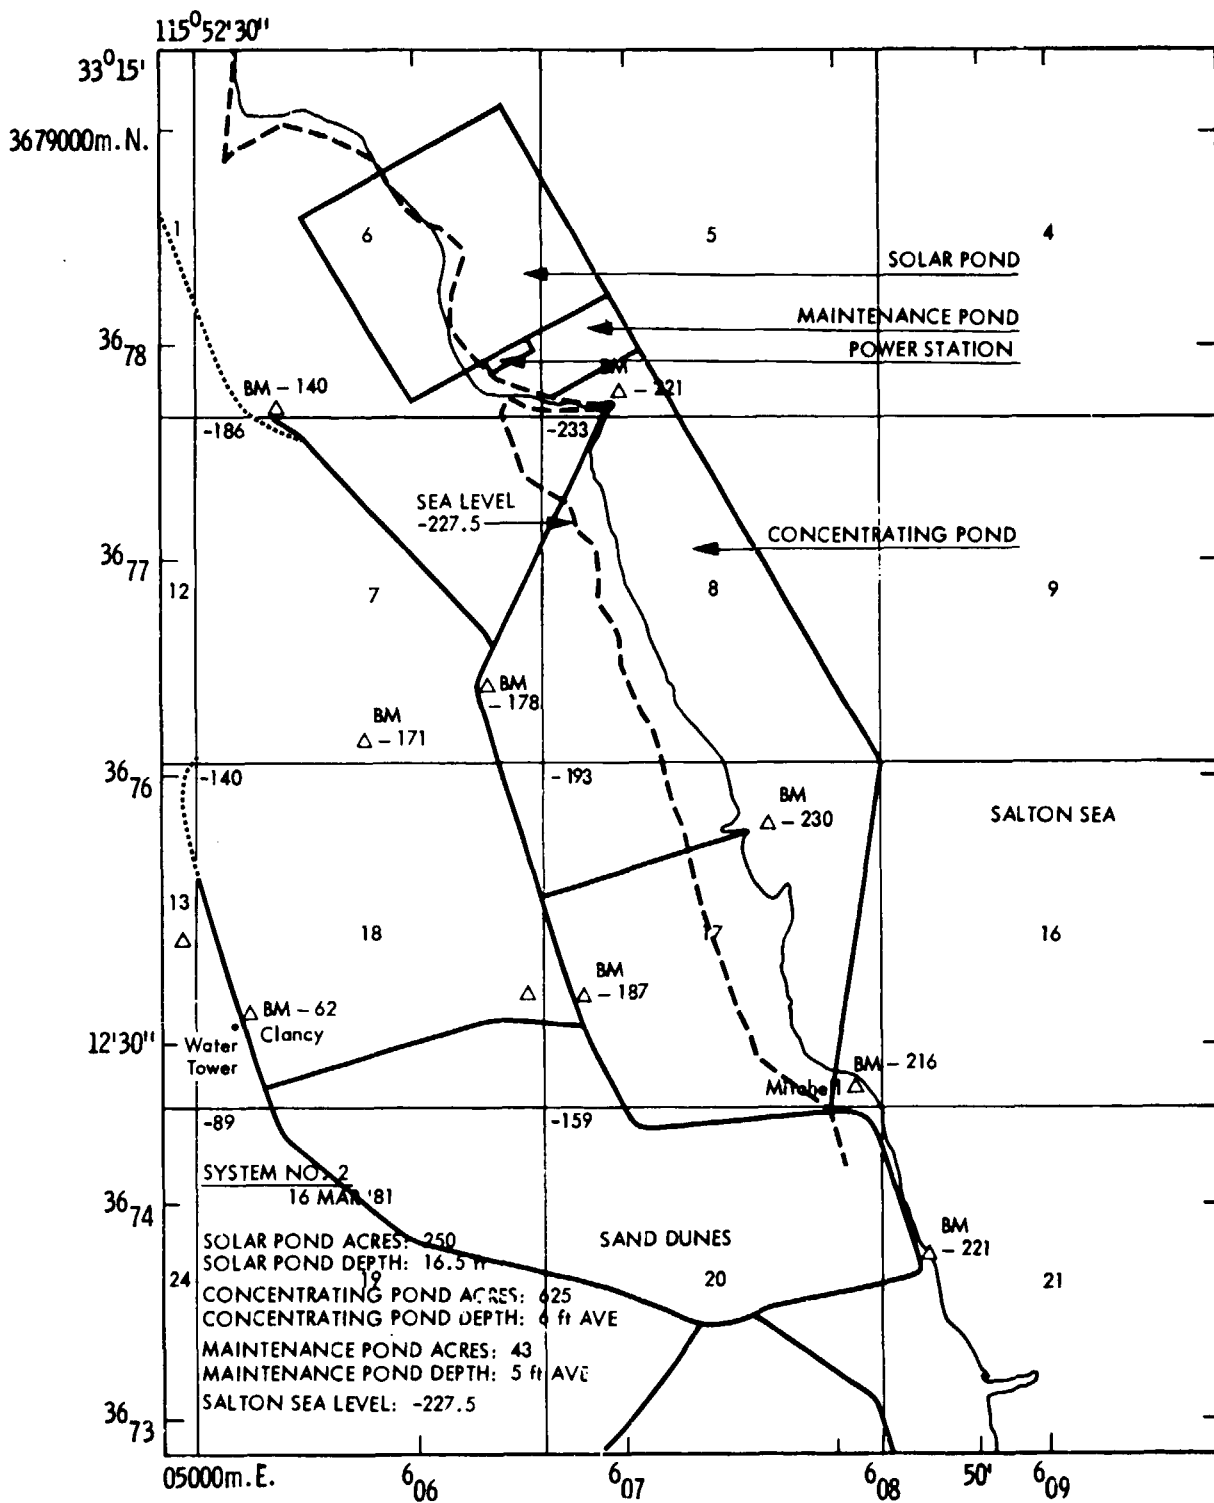 115°52'30"
33°15'
3679000m.N.
1
6
5
4
SOLAR POND
MAINTENANCE POND
POWER STATION
36 78
BM
- 221
BM - 140
-186
-233
SEA LEVEL
-227.5
CONCENTRATING POND
36 77
12
7
8
9
BM
- 178
BM
- 171
36 76
-140
-193
BM
- 230
SALTON SEA
13
18
17
16
BM
- 187
BM - 62
Clancy
Water
Tower
12'30"
BM - 216
Mitchell
-89
-159
SYSTEM NO. 2
16 MAR '81
36 74
SOLAR POND ACRES: 250
SOLAR POND DEPTH: 16.5 ft
SAND DUNES
BM
- 221
24
19
20
21
CONCENTRATING POND ACRES: 625
CONCENTRATING POND DEPTH: 6 ft AVE
MAINTENANCE POND ACRES: 43
MAINTENANCE POND DEPTH: 5 ft AVE
SALTON SEA LEVEL: -227.5
36 73
05000m.E.
6 06
6 07
6 08
50'
6 09